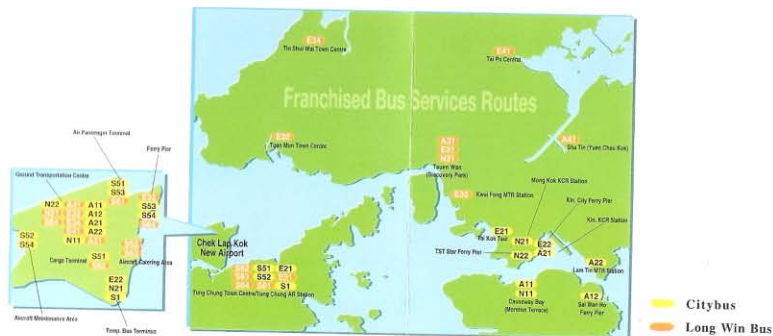 Franchised Bus Services Routes
E34
Tin Shui Wai Town Centre
E41
Tai Po Central
Tuen Mun Town Centre
A31
E31
N31
Tsuen Wan
(Discovery Park)
A41
Sha Tin (Yuen Chau Kok)
E32
Kwai Fong MTR Station
Mong Kok KCR Station
Kln. City Ferry Pier
Kln. KCR Station
E21
Tai Kok Tsui
N21
E22
A21
N22
TST Star Ferry Pier
A22
Lam Tin MTR Station
A11
N11
Causeway Bay
(Moreton Terrace)
A12
Sai Wan Ho
Ferry Pier
Chek Lap Kok
New Airport
S51
S52
E21
S1
Tung Chung Town Centre/Tung Chung AR Station
Air Passenger Terminal
Ferry Pier
Ground Transportation Centre
S51
S53
S53
S54
N22
A11
A12
A21
A22
N11
S52
S54
Cargo Terminal
S51
Aircraft Catering Area
E22
N21
S1
Aircraft Maintenance Area
Temp. Bus Terminus
Citybus
Long Win Bus